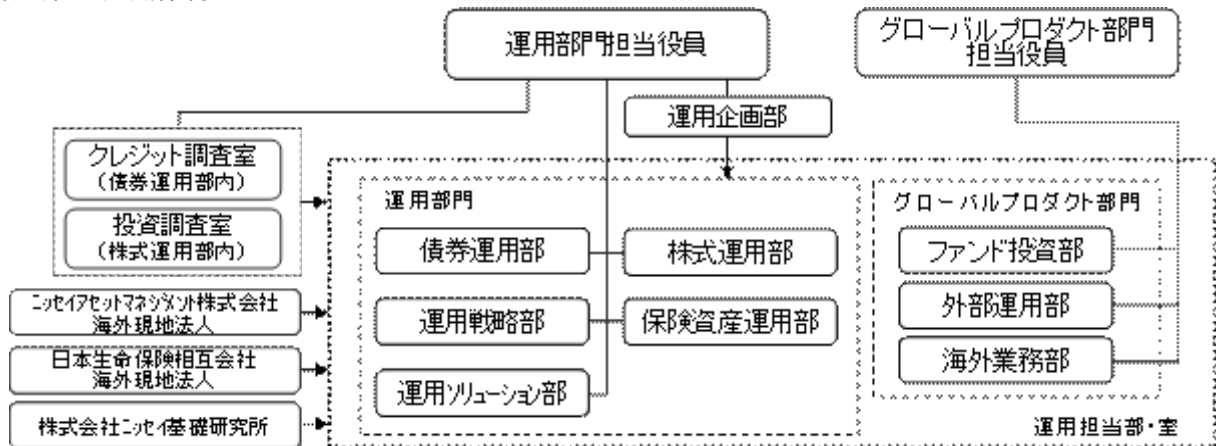 運用部門担当役員
グローバルプロダクト部門
担当役員
運用企画部
クレジット調査室
(債券運用部内)
投資調査室
(株式運用部内)
運用部門
グローバルプロダクト部門
債券運用部
株式運用部
ファンド投資部
ニッセイアセットマネジメント株式会社
海外現地法人
運用戦略部
保険資産運用部
外部運用部
日本生命保険相互会社
海外現地法人
海外業務部
運用ソリューション部
株式会社ニッセイ基礎研究所
運用担当部・室